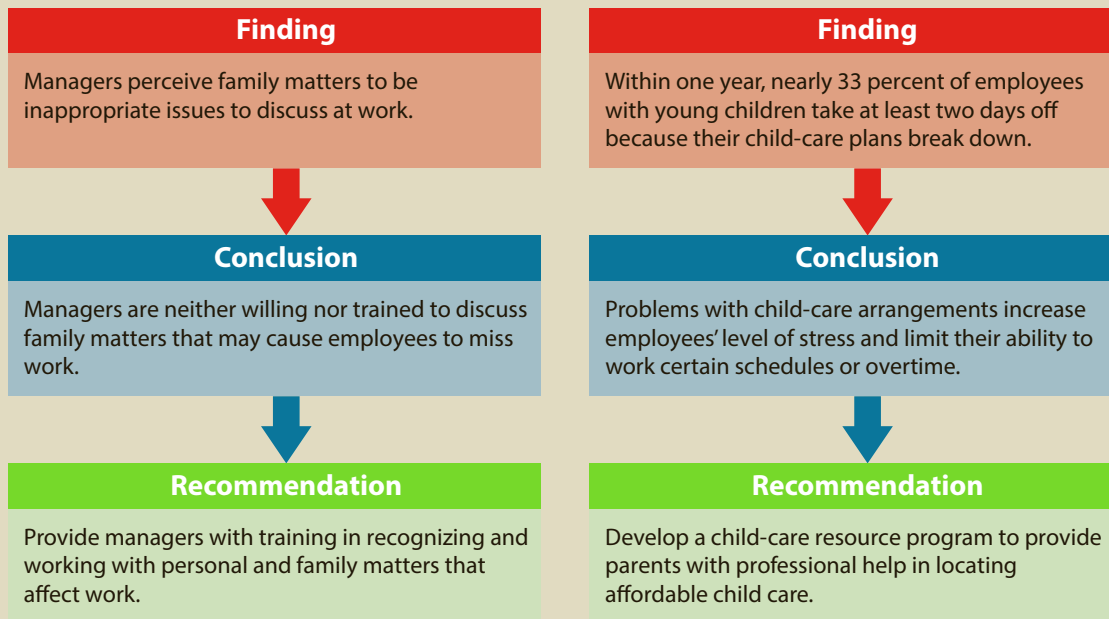 Finding
Managers perceive family matters to be
inappropriate issues to discuss at work.
Conclusion
Managers are neither willing nor trained to discuss
family matters that may cause employees to miss
work.
Recommendation
Provide managers with training in recognizing and
working with personal and family matters that
affect work.
Finding
Within one year, nearly 33 percent of employees
with young children take at least two days off
because their child-care plans break down.
Conclusion
Problems with child-care arrangements increase
employees’ level of stress and limit their ability to
work certain schedules or overtime.
Recommendation
Develop a child-care resource program to provide
parents with professional help in locating
affordable child care.